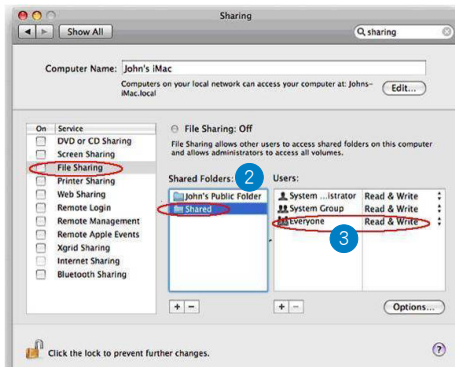 Sharing
Show All
sharing
Computer Name: John's iMac
Computers on your local network can access your computer at: Johns-
iMac.local
Edit...
On Service
DVD or CD Sharing
Screen Sharing
File Sharing
Printer Sharing
Web Sharing
Remote Login
Remote Management
Remote Apple Events
Xgrid Sharing
Internet Sharing
Bluetooth Sharing
File Sharing: Off
File Sharing allows other users to access shared folders on this computer
and allows administrators to access all volumes.
Shared Folders: 2
John's Public Folder
Shared
Users:
System ...istrator Read & Write
System Group Read & Write
Everyone Read & Write
3
+ −
+ −
Options...
Click the lock to prevent further changes.
?